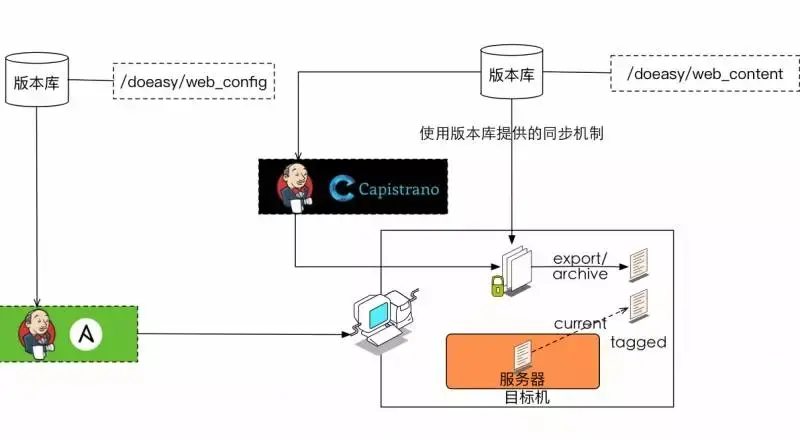 版本库
/doeasy/web_config
版本库
/doeasy/web_content
使用版本库提供的同步机制
Capistrano
export/
archive
current
tagged
服务器
目标机